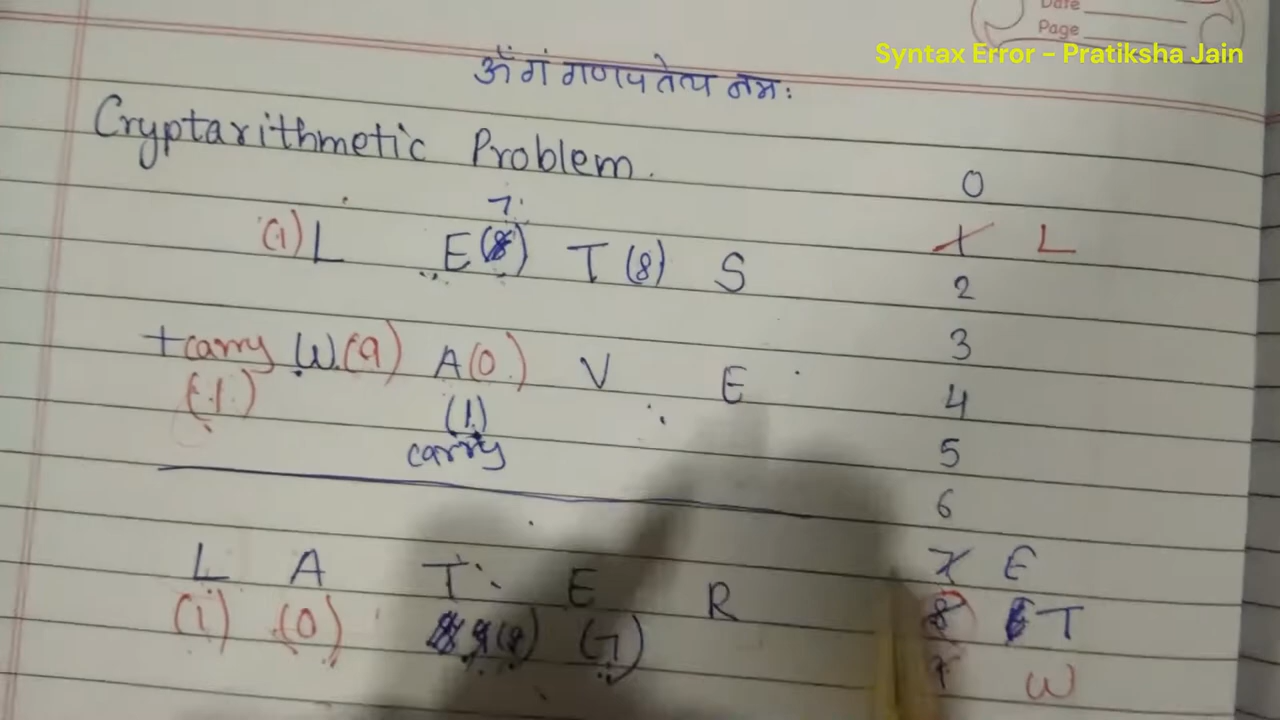 Date
Page
Syntax Error - Pratiksha Jain
ॐ गं गणपतेय नमः
Cryptarithmetic Problem.
0
7
(1) L E (8) T (8) S
1 L
2
+ carry W (9) A (0) V E
3
(1) (1)
4
carry
5
6
L A T E R
7 E
(1) (0) (8) (7)
8 T
W